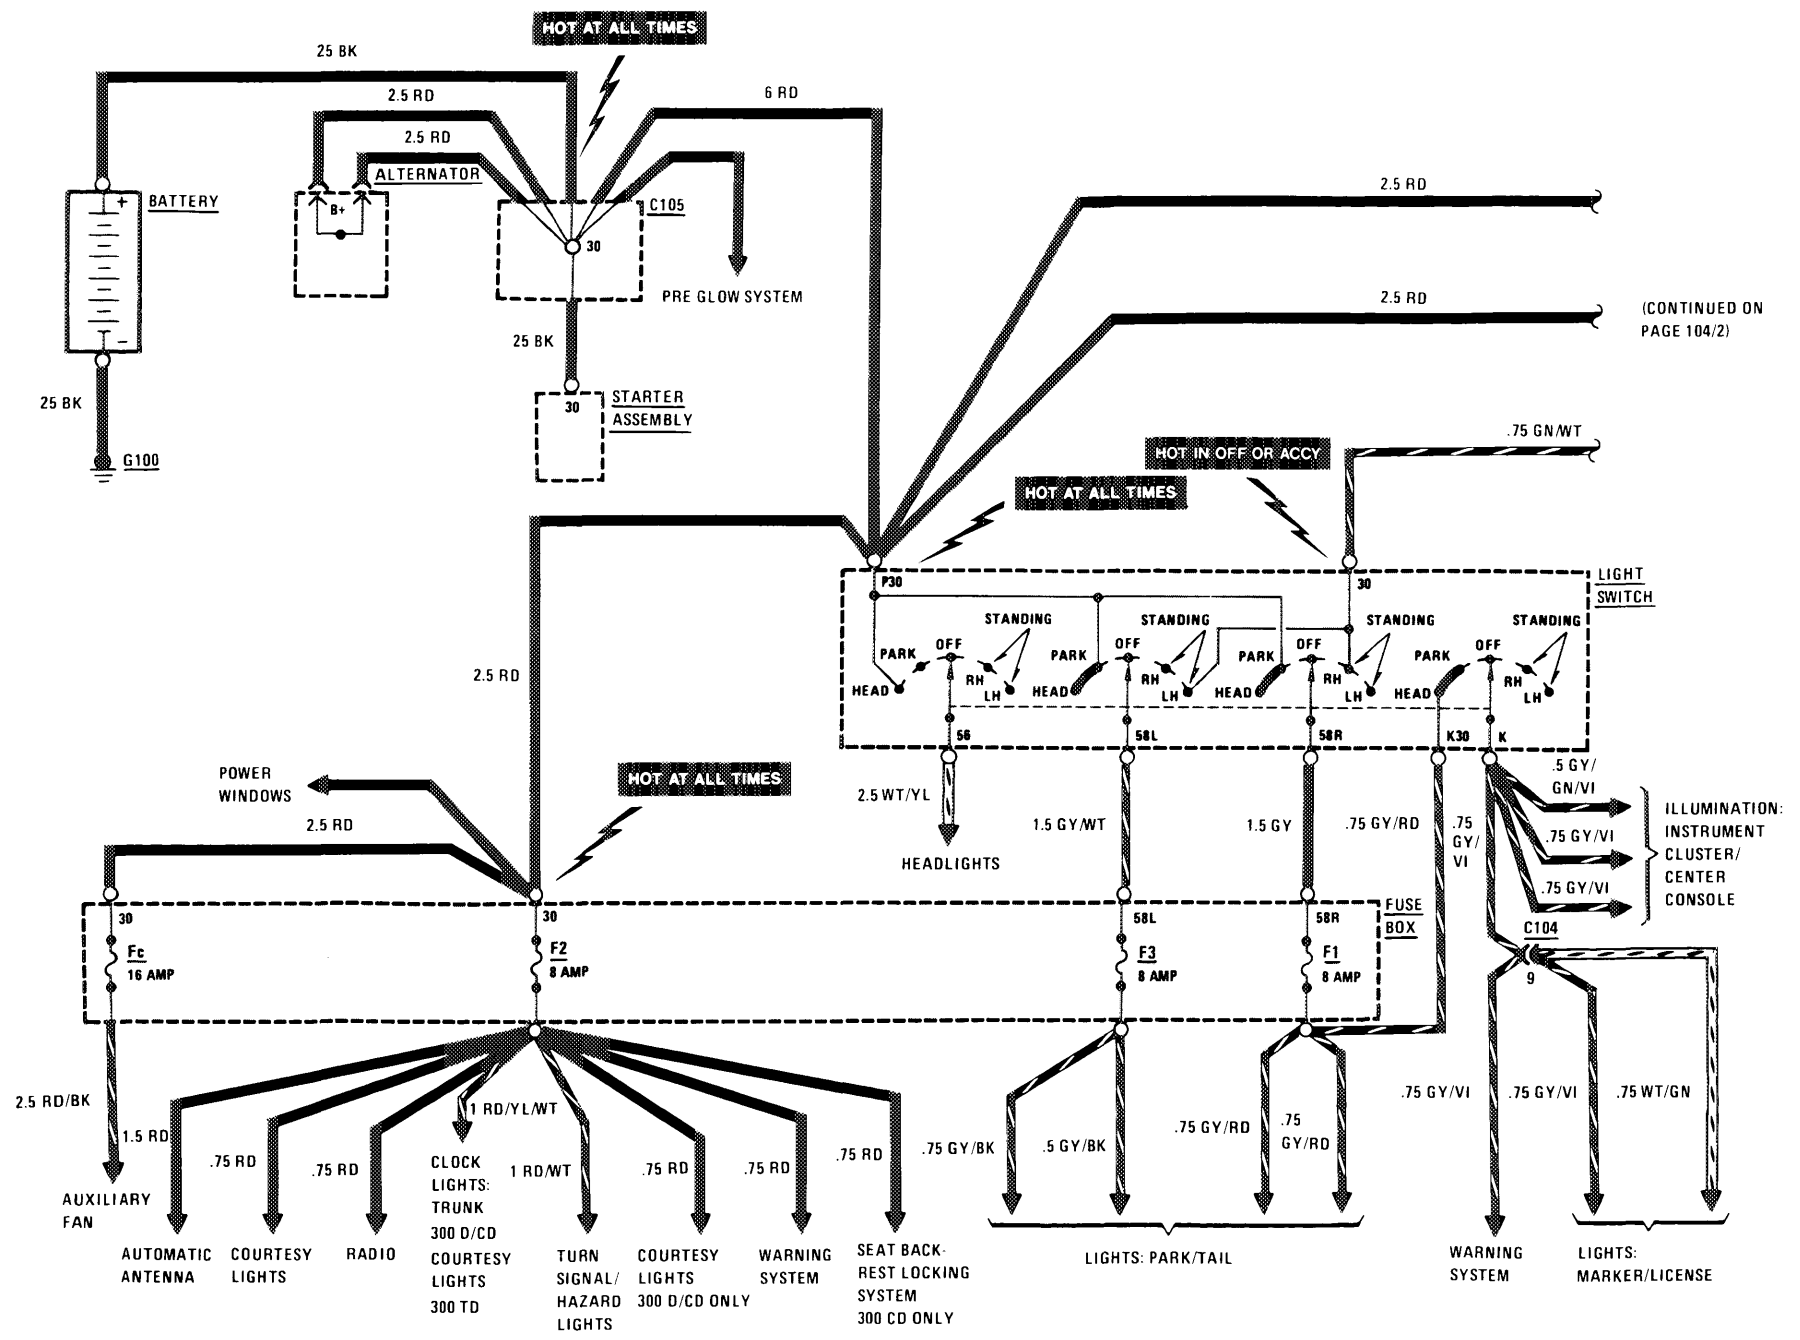 HOT AT ALL TIMES
25 BK
2.5 RD
6 RD
2.5 RD
ALTERNATOR
2.5 RD
BATTERY
+
B+
C105
30
PRE GLOW SYSTEM
2.5 RD
(CONTINUED ON
PAGE 104/2)
−
25 BK
25 BK
STARTER
ASSEMBLY
30
G100
.75 GN/WT
HOT IN OFF OR ACCY
HOT AT ALL TIMES
P30
30
LIGHT
SWITCH
STANDING
STANDING
STANDING
STANDING
PARK
OFF
PARK
OFF
PARK
OFF
PARK
OFF
HEAD
RH
LH
HEAD
RH
LH
HEAD
RH
LH
HEAD
RH
LH
2.5 RD
56
58L
58R
K30
K
POWER
WINDOWS
HOT AT ALL TIMES
2.5 WT/YL
1.5 GY/WT
1.5 GY
.75 GY/RD
.75
GY/
VI
.5 GY/
GN/VI
.75 GY/VI
.75 GY/VI
ILLUMINATION:
INSTRUMENT
CLUSTER/
CENTER
CONSOLE
2.5 RD
HEADLIGHTS
30
30
58L
58R
FUSE
BOX
C104
9
Fc
16 AMP
F2
8 AMP
F3
8 AMP
F1
8 AMP
2.5 RD/BK
1.5 RD
.75 RD
.75 RD
1 RD/YL/WT
1 RD/WT
.75 RD
.75 RD
.75 RD
.75 GY/BK
.5 GY/BK
.75 GY/RD
.75
GY/RD
.75 GY/VI
.75 GY/VI
.75 WT/GN
AUXILIARY
FAN
AUTOMATIC
ANTENNA
COURTESY
LIGHTS
RADIO
CLOCK
LIGHTS:
TRUNK
300 D/CD
COURTESY
LIGHTS
300 TD
TURN
SIGNAL/
HAZARD
LIGHTS
COURTESY
LIGHTS
300 D/CD ONLY
WARNING
SYSTEM
SEAT BACK-
REST LOCKING
SYSTEM
300 CD ONLY
LIGHTS: PARK/TAIL
WARNING
SYSTEM
LIGHTS:
MARKER/LICENSE